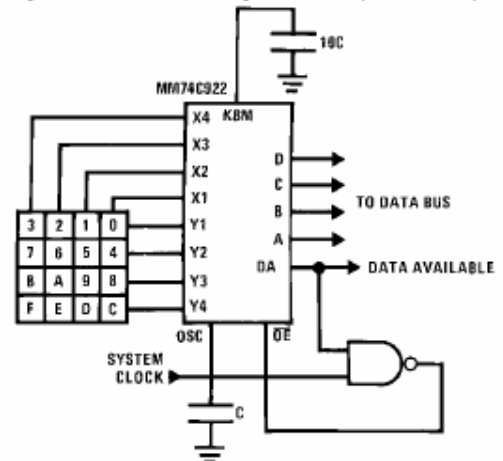 10C
MM74C922
X4 KBM
X3
X2 D
X1 C
3 2 1 0 Y1 B TO DATA BUS
7 6 5 4 Y2 A
B A 9 8 Y3 DA DATA AVAILABLE
F E D C Y4
OSC OE
SYSTEM
CLOCK
C